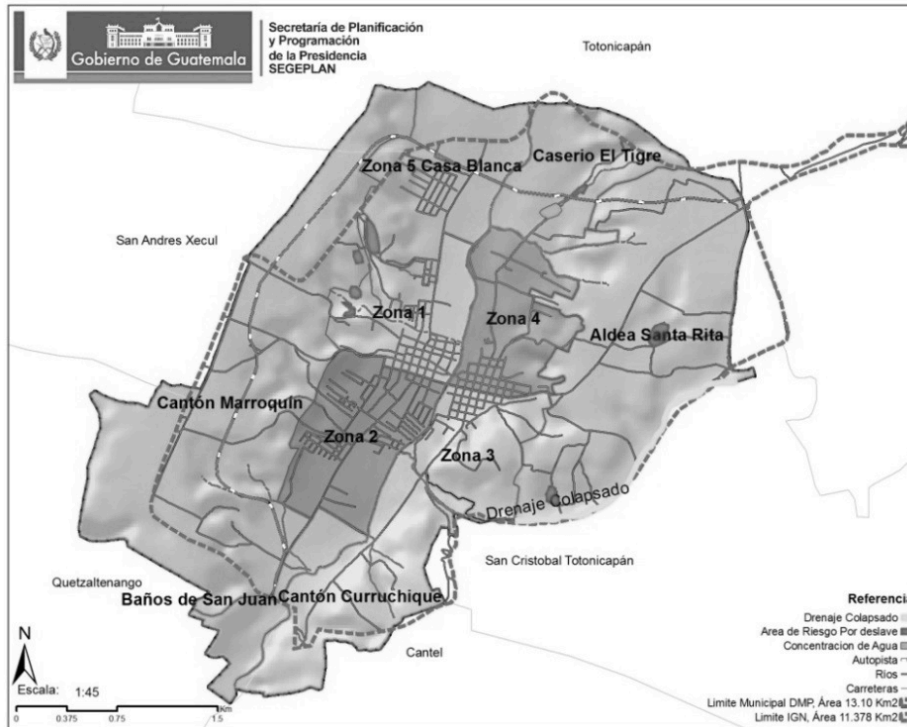 Gobierno de Guatemala
Secretaría de Planificación
y Programación
de la Presidencia
SEGEPLAN
Totonicapán
Caserio El Tigre
Zona 5 Casa Blanca
San Andres Xecul
Zona 1
Zona 4
Aldea Santa Rita
Cantón Marroquín
Zona 2
Zona 3
Drenaje Colapsado
San Cristobal Totonicapán
Quetzaltenango
Baños de San Juan
Cantón Curruchique
Cantel
N
Escala: 1:45
Km
0 0.375 0.75 1.5
Referencia
Drenaje Colapsado
Area de Riesgo Por deslave
Concentracion de Agua
Autopista
Rios
Carreteras
Limite Municipal DMP, Área 13.10 Km2
Limite IGN, Área 11.378 Km2